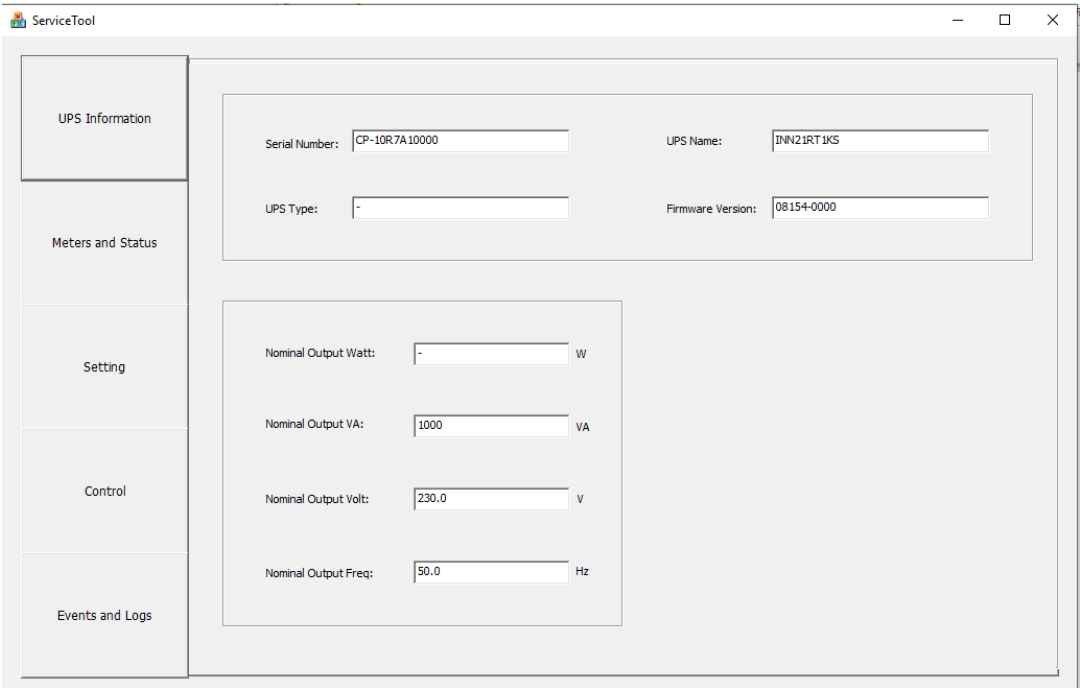 ServiceTool
UPS Information
Meters and Status
Setting
Control
Events and Logs
Serial Number: CP-10R7A10000
UPS Name: INN21RT1KS
UPS Type: -
Firmware Version: 08154-0000
Nominal Output Watt: - W
Nominal Output VA: 1000 VA
Nominal Output Volt: 230.0 V
Nominal Output Freq: 50.0 Hz